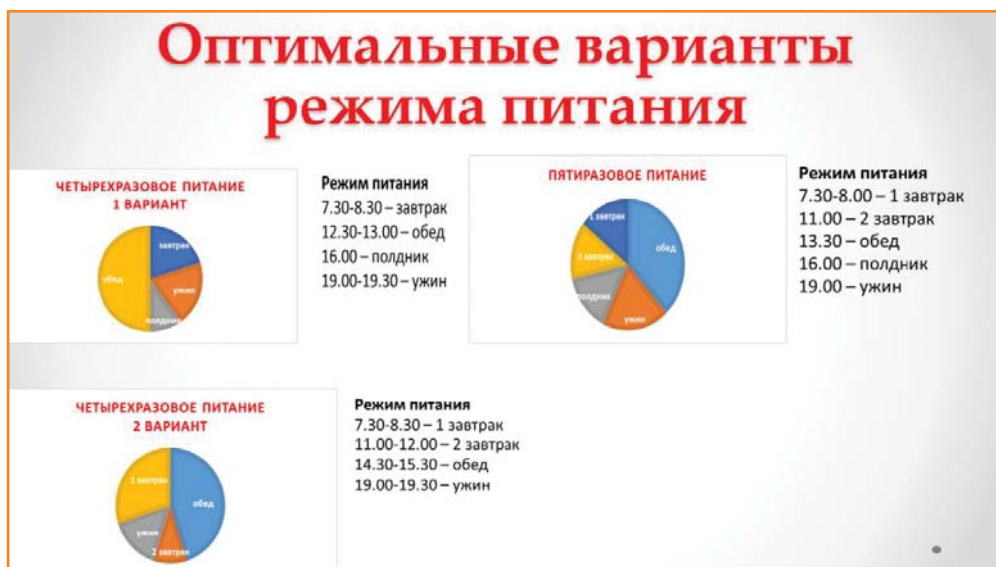 Оптимальные варианты
режима питания
ЧЕТЫРЕХРАЗОВОЕ ПИТАНИЕ
1 ВАРИАНТ
завтрак
ужин
полдник
обед
Режим питания
7.30-8.30 – завтрак
12.30-13.00 – обед
16.00 – полдник
19.00-19.30 – ужин
ПЯТИРАЗОВОЕ ПИТАНИЕ
1 завтрак
обед
2 завтрак
полдник
ужин
Режим питания
7.30-8.00 – 1 завтрак
11.00 – 2 завтрак
13.30 – обед
16.00 – полдник
19.00 – ужин
ЧЕТЫРЕХРАЗОВОЕ ПИТАНИЕ
2 ВАРИАНТ
1 завтрак
обед
ужин
2 завтрак
Режим питания
7.30-8.30 – 1 завтрак
11.00-12.00 – 2 завтрак
14.30-15.30 – обед
19.00-19.30 – ужин